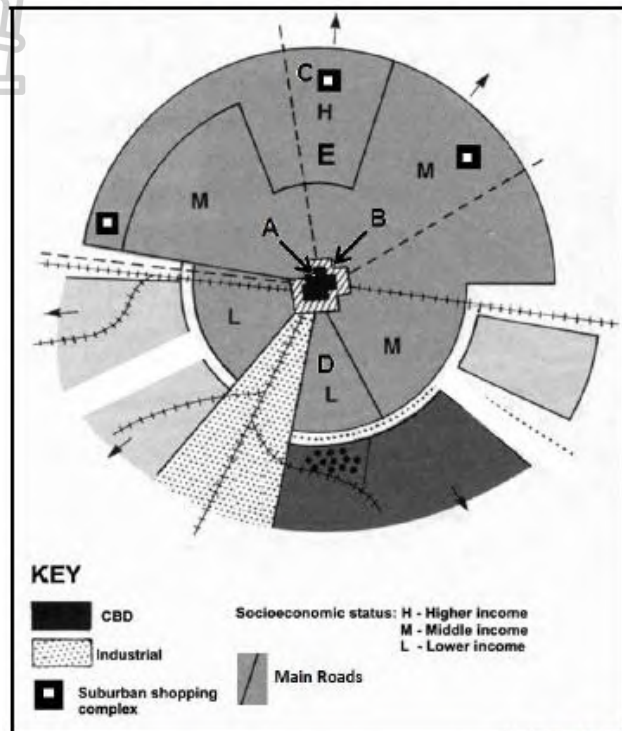 C
H
E
M
M
A
B
L
M
D
L
KEY
CBD
Industrial
Suburban shopping
complex
Socioeconomic status: H - Higher income
M - Middle income
L - Lower income
Main Roads